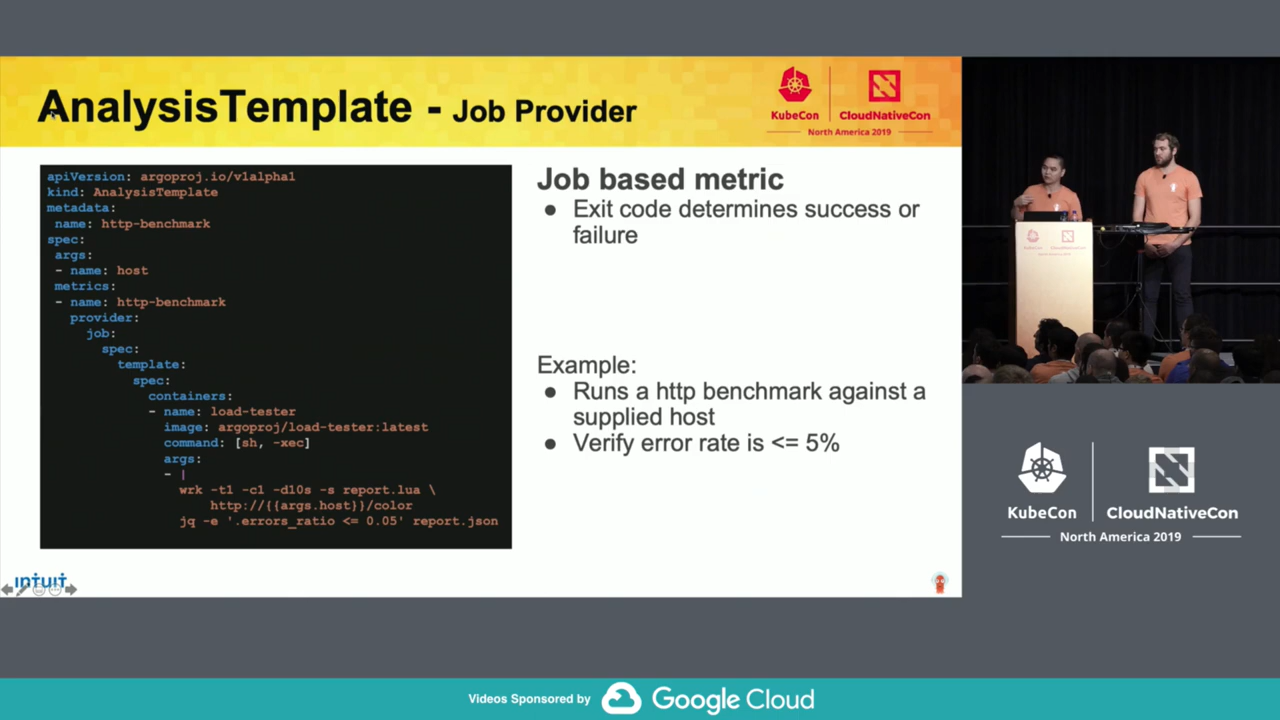 AnalysisTemplate - Job Provider
KubeCon
CloudNativeCon
North America 2019
apiVersion: argoproj.io/v1alpha1
kind: AnalysisTemplate
metadata:
name: http-benchmark
spec:
args:
- name: host
metrics:
- name: http-benchmark
provider:
job:
spec:
template:
spec:
containers:
- name: load-tester
image: argoproj/load-tester:latest
command: [sh, -xec]
args:
- |
wrk -t1 -c1 -d10s -s report.lua \
http://{{args.host}}/color
jq -e '.errors_ratio <= 0.05' report.json
Job based metric
● Exit code determines success or
failure
Example:
● Runs a http benchmark against a
supplied host
● Verify error rate is <= 5%
INTUIT
KubeCon
CloudNativeCon
North America 2019
Videos Sponsored by
Google Cloud